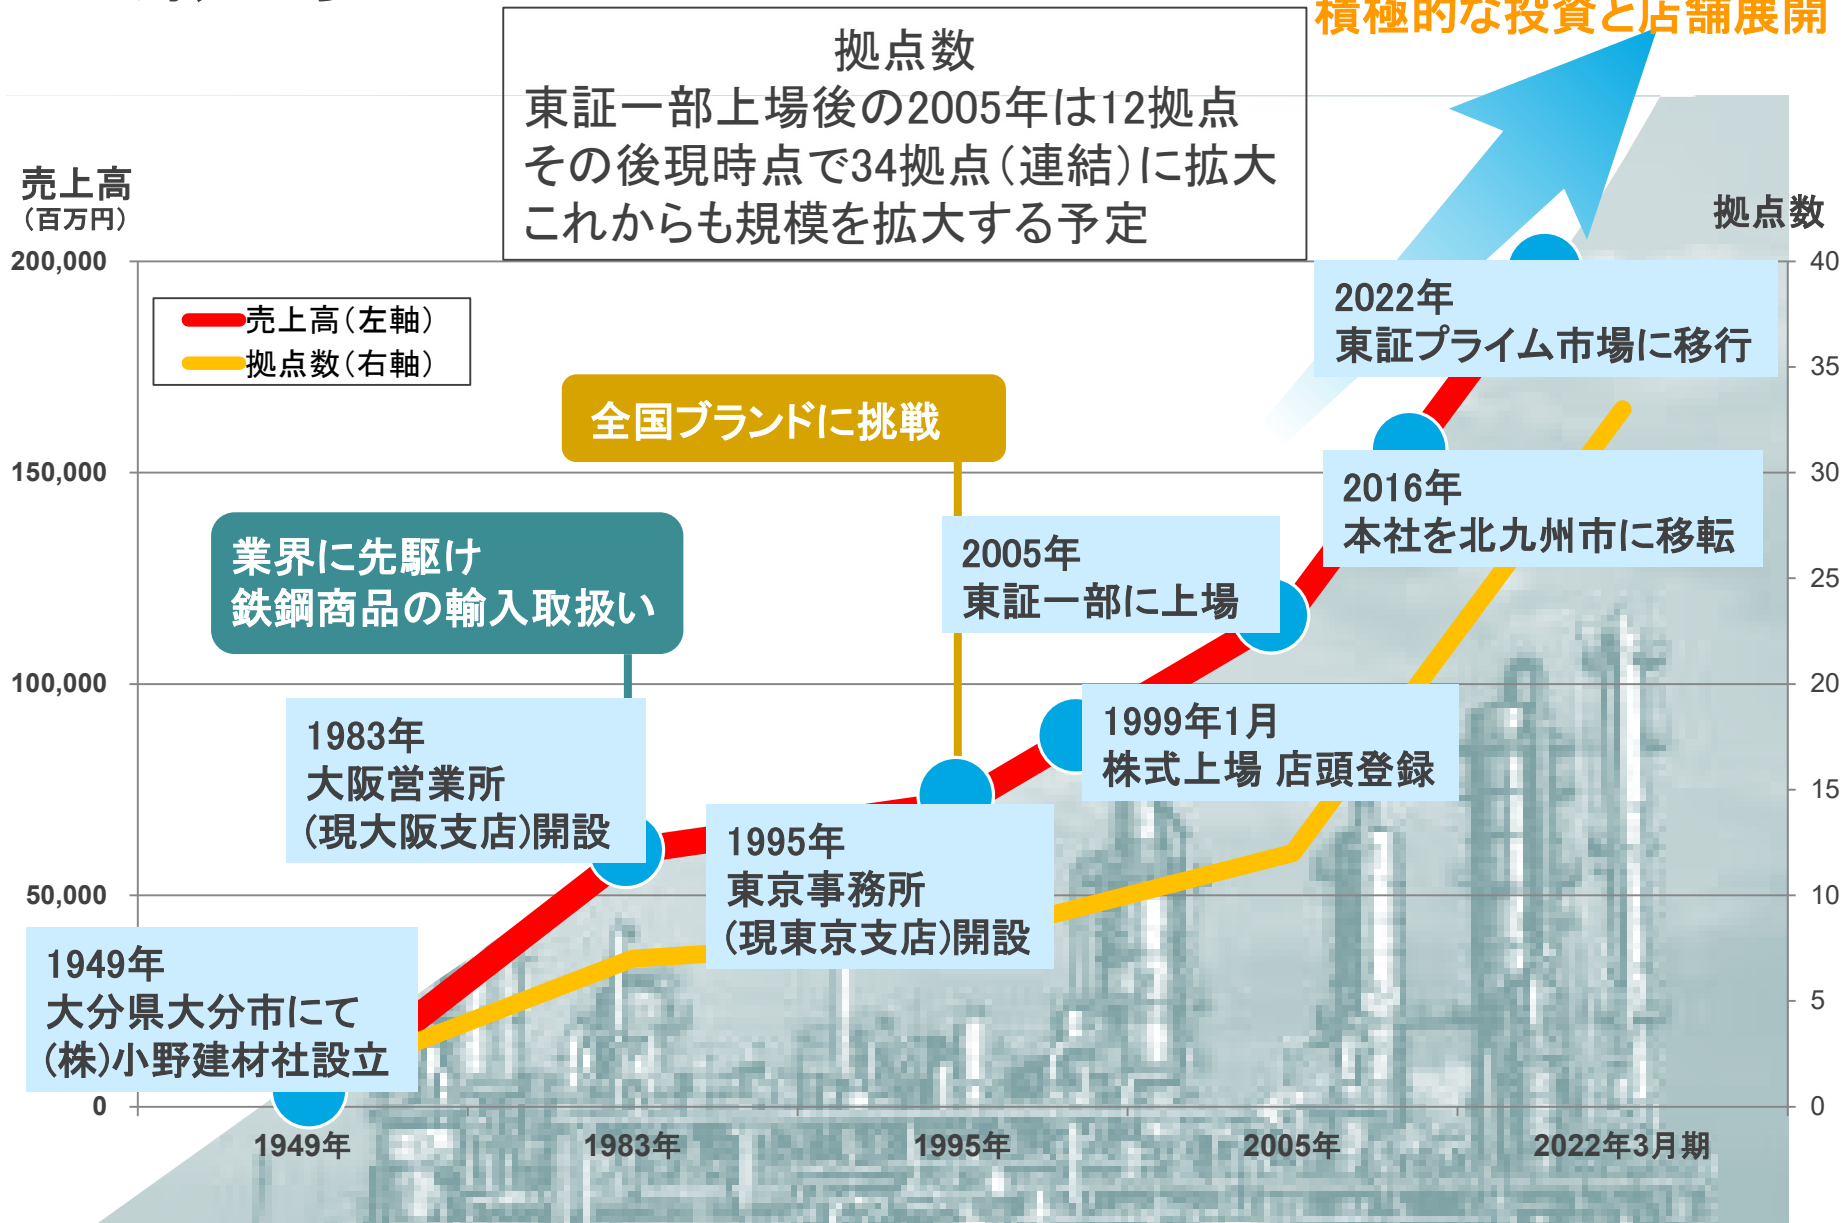 積極的な投資と店舗展開
拠点数
東証一部上場後の2005年は12拠点
その後現時点で34拠点(連結)に拡大
これからも規模を拡大する予定
売上高
(百万円)
拠点数
200,000
150,000
100,000
50,000
0
40
35
30
25
20
15
10
5
0
売上高(左軸)
拠点数(右軸)
2022年
東証プライム市場に移行
全国ブランドに挑戦
2016年
本社を北九州市に移転
業界に先駆け
鉄鋼商品の輸入取扱い
2005年
東証一部に上場
1983年
大阪営業所
(現大阪支店)開設
1999年1月
株式上場 店頭登録
1995年
東京事務所
(現東京支店)開設
1949年
大分県大分市にて
(株)小野建材社設立
1949年
1983年
1995年
2005年
2022年3月期